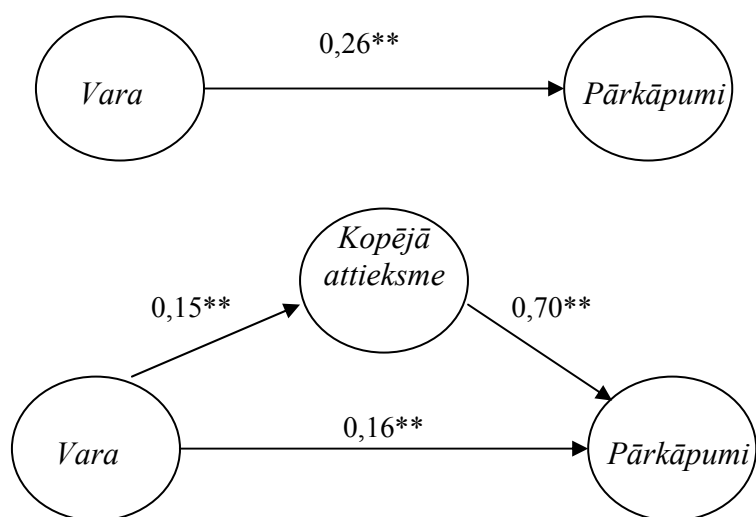 0,26**
Vara
Pārkāpumi
Kopējā
attieksme
0,15**
0,70**
0,16**
Vara
Pārkāpumi